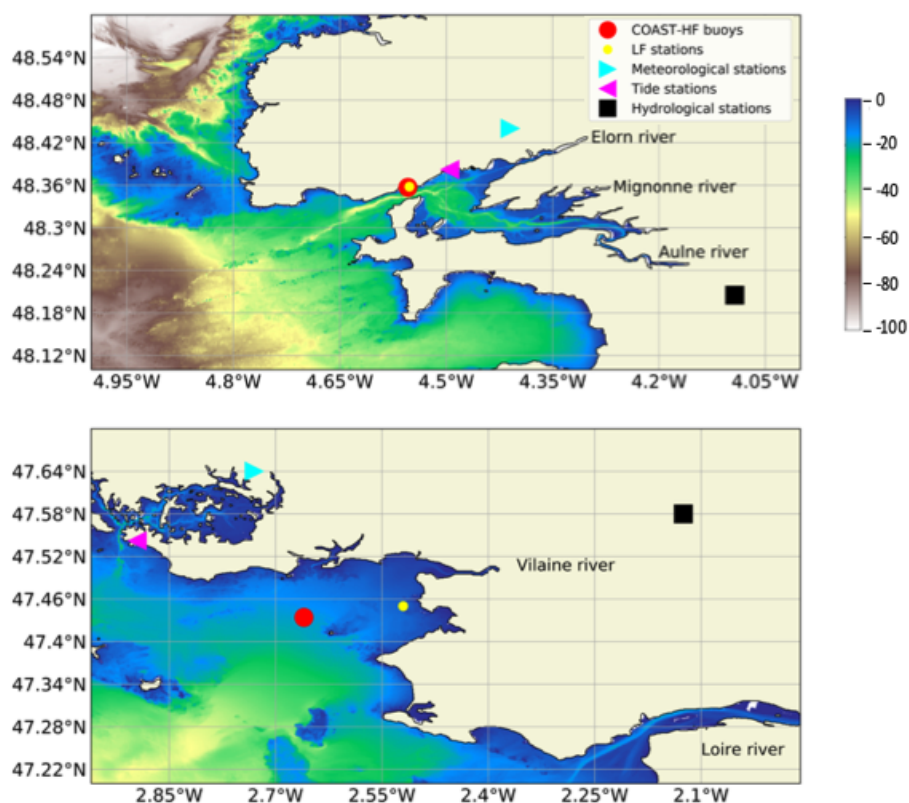 COAST-HF buoys
LF stations
Meteorological stations
Tide stations
Hydrological stations
48.54°N
48.48°N
48.42°N
48.36°N
48.3°N
48.24°N
48.18°N
48.12°N
Elorn river
Mignonne river
Aulne river
4.95°W 4.8°W 4.65°W 4.5°W 4.35°W 4.2°W 4.05°W
0
-20
-40
-60
-80
-100
47.64°N
47.58°N
47.52°N
47.46°N
47.4°N
47.34°N
47.28°N
47.22°N
Vilaine river
Loire river
2.85°W 2.7°W 2.55°W 2.4°W 2.25°W 2.1°W